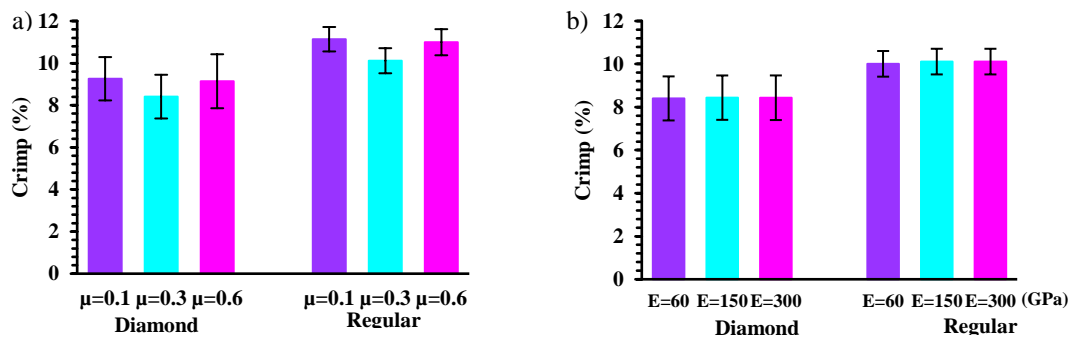 a)
Crimp (%)
12
10
8
6
4
2
0
µ=0.1 µ=0.3 µ=0.6
µ=0.1 µ=0.3 µ=0.6
Diamond
Regular
b)
Crimp (%)
12
10
8
6
4
2
0
E=60 E=150 E=300
E=60 E=150 E=300 (GPa)
Diamond
Regular